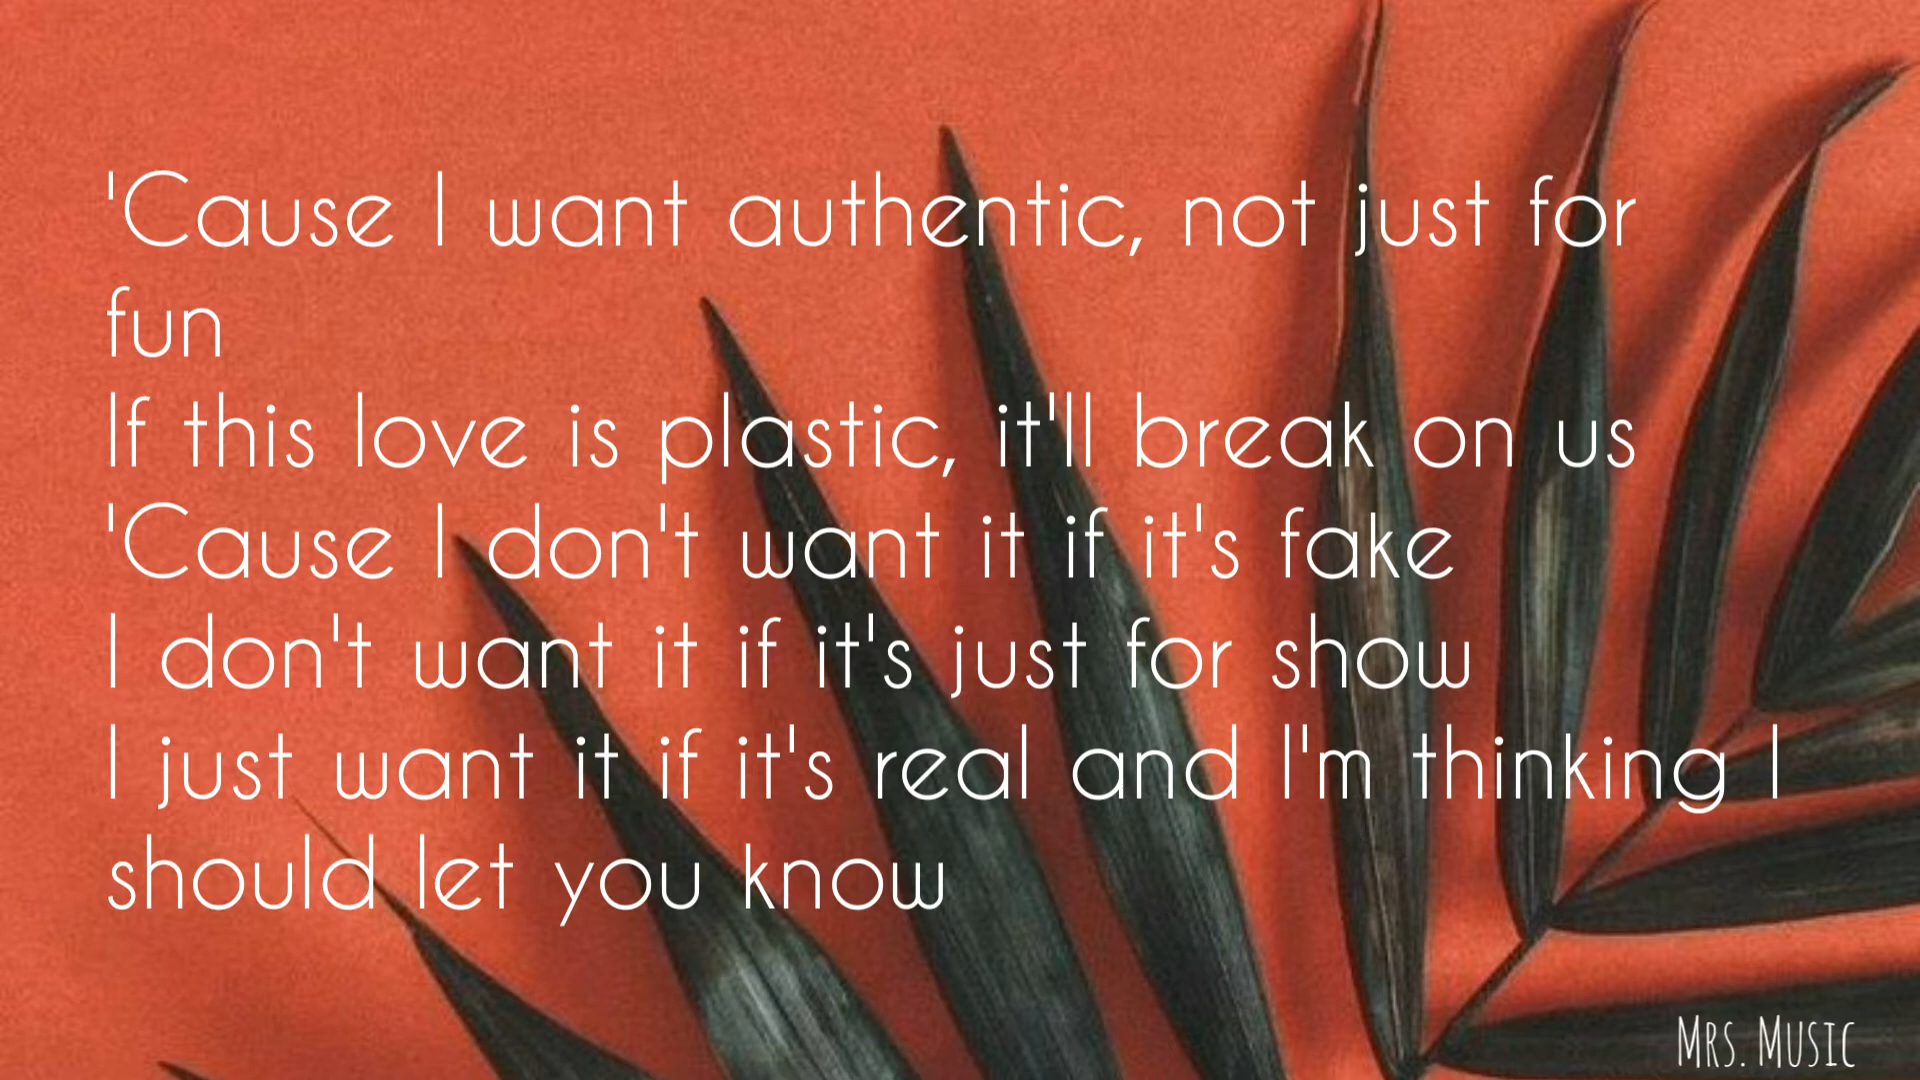 'Cause I want authentic, not just for
fun
If this love is plastic, it'll break on us
'Cause I don't want it if it's fake
I don't want it if it's just for show
I just want it if it's real and I'm thinking I
should let you know
Mrs. Music